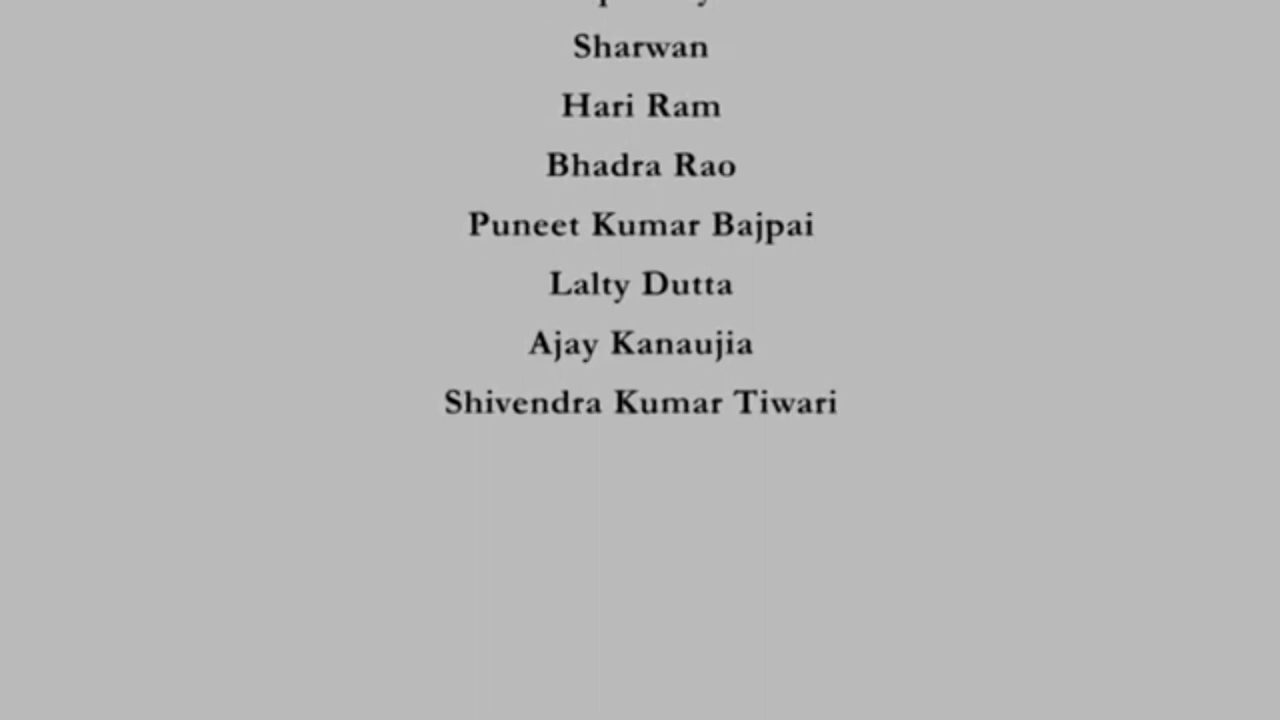 Sharwan
Hari Ram
Bhadra Rao
Puneet Kumar Bajpai
Lalty Dutta
Ajay Kanaujia
Shivendra Kumar Tiwari